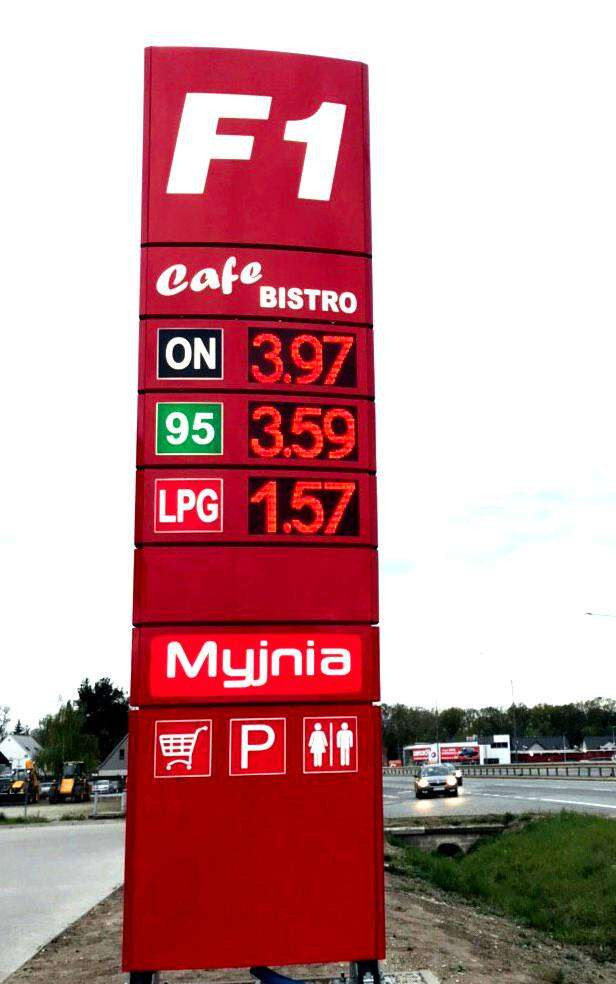 F1
Cafe
BISTRO
ON 3.97
95 3.59
LPG 1.57
Myjnia
P